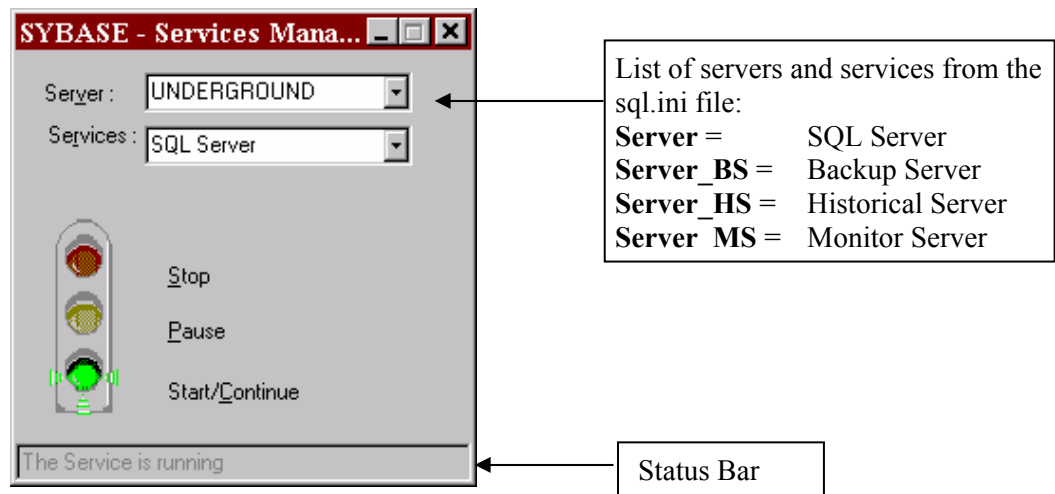 SYBASE - Services Mana...
Server :
UNDERGROUND
Services :
SQL Server
Stop
Pause
Start/Continue
The Service is running
List of servers and services from the
sql.ini file:
Server = SQL Server
Server_BS = Backup Server
Server_HS = Historical Server
Server_MS = Monitor Server
Status Bar